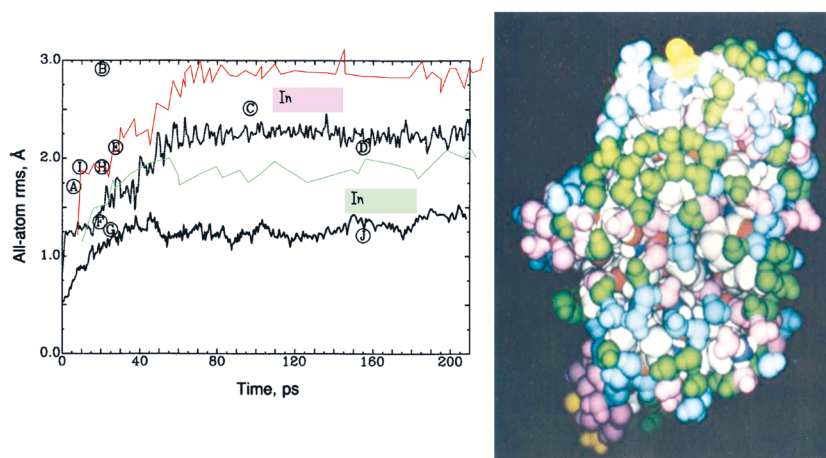 3.0
B
C
In
E
D
2.0
I
H
A
In
F
G
J
1.0
0.0
0 40 80 120 160 200
All-atom rms, Å
Time, ps